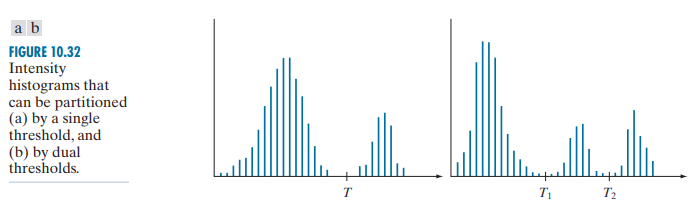 a b
FIGURE 10.32
Intensity
histograms that
can be partitioned
(a) by a single
threshold, and
(b) by dual
thresholds.
T
T1 T2